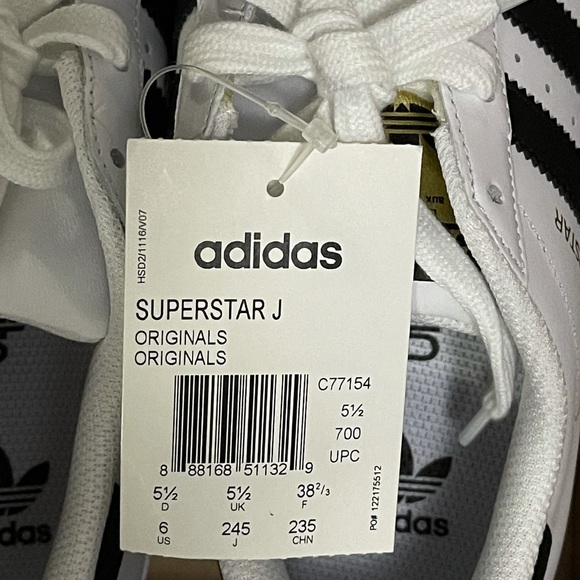 HSD2/1116/V07
adidas
SUPERSTAR J
ORIGINALS
ORIGINALS
C77154
5½
700
UPC
8 88168 51132 9
5½ 5½ 38²/₃
D UK F
6 245 235
US J CHN
PO# 122175512
STAR